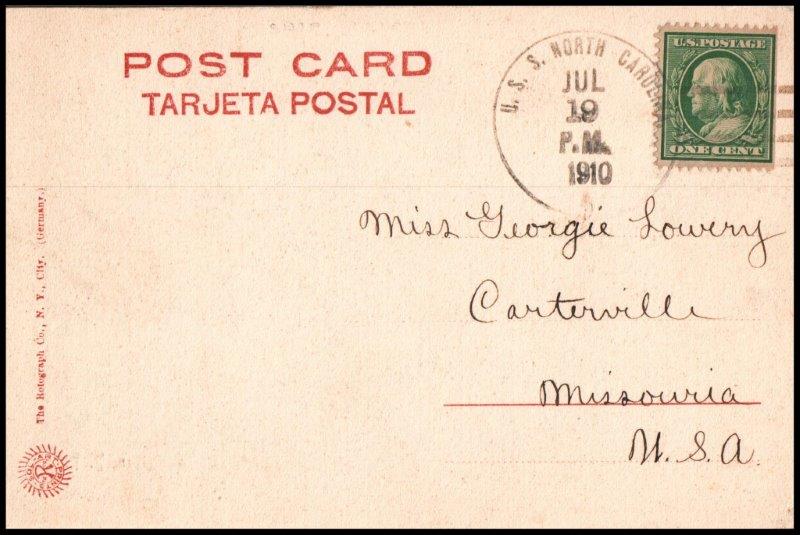 POST CARD
TARJETA POSTAL
U. S. S. NORTH CAROLINA
JUL
19
P.M.
1910
U.S. POSTAGE
ONE CENT
Miss Georgie Lowery
Carterville
Missouria
U. S. A.
The Rotograph Co., N. Y., City. (Germany.)